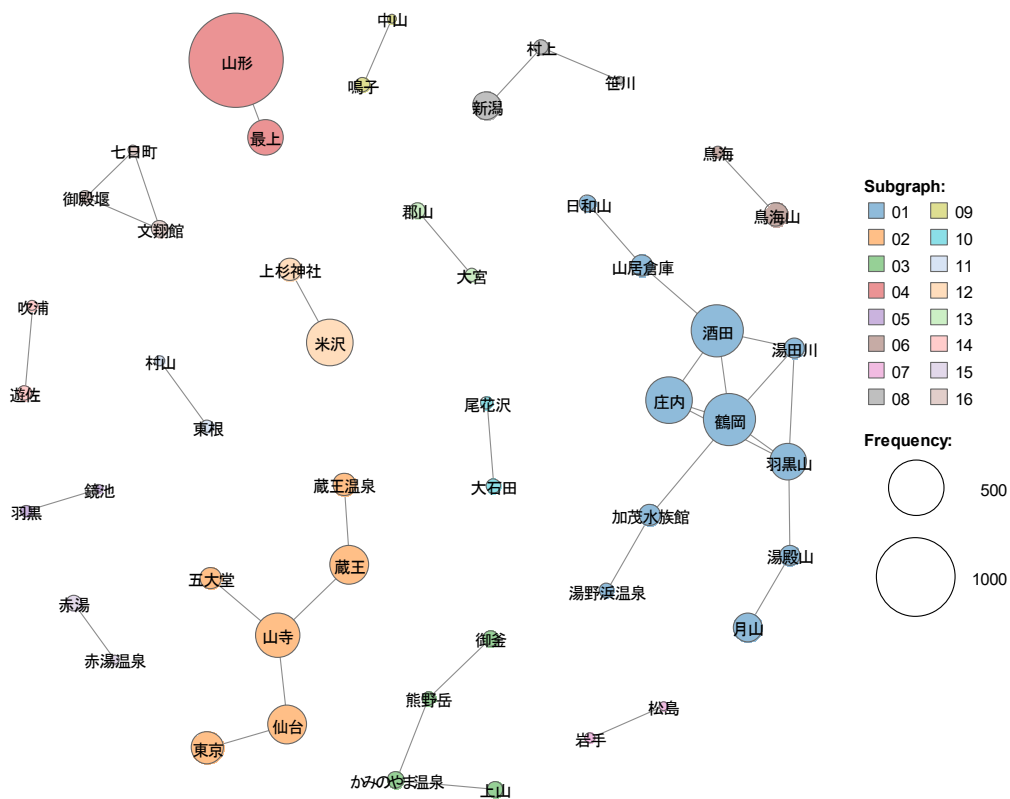 中山
鳴子
村上
笹川
新潟
山形
最上
七日町
御殿堰
文翔館
鳥海
鳥海山
郡山
大宮
日和山
山居倉庫
上杉神社
米沢
酒田
湯田川
庄内
鶴岡
羽黒山
吹浦
遊佐
村山
東根
尾花沢
大石田
蔵王温泉
鏡池
羽黒
加茂水族館
湯殿山
湯野浜温泉
月山
蔵王
五大堂
山寺
赤湯
赤湯温泉
仙台
東京
御釜
熊野岳
かみのやま温泉
上山
松島
岩手
Subgraph:
01
02
03
04
05
06
07
08
09
10
11
12
13
14
15
16
Frequency:
500
1000